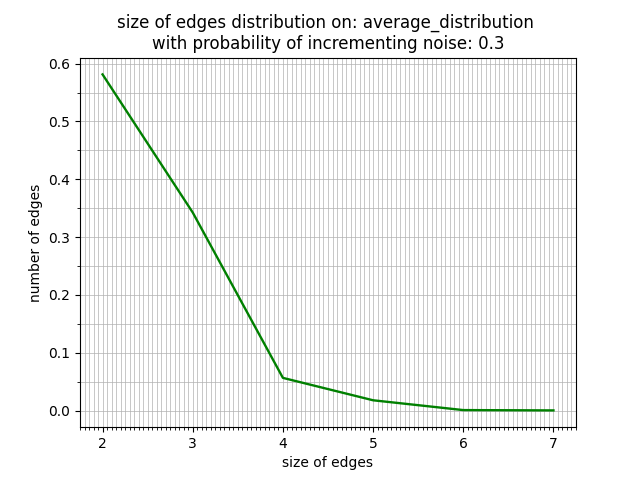 size of edges distribution on: average_distribution
with probability of incrementing noise: 0.3
0.6
0.5
0.4
0.3
0.2
0.1
0.0
number of edges
2 3 4 5 6 7
size of edges